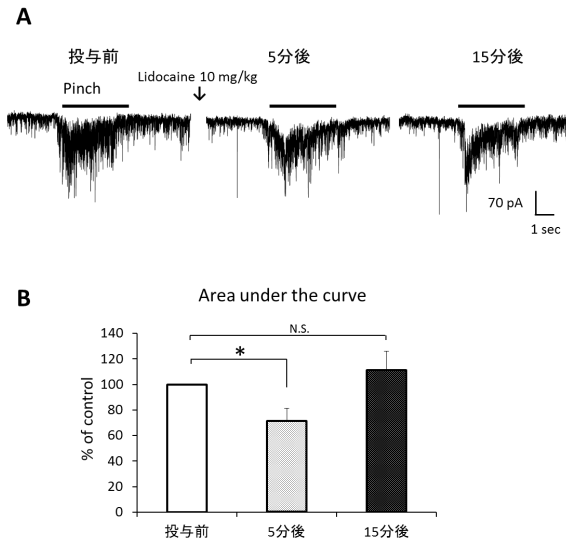 A
投与前
Lidocaine 10 mg/kg
5分後
15分後
Pinch
70 pA
1 sec
B
Area under the curve
N.S.
*
% of control
140
120
100
80
60
40
20
0
投与前
5分後
15分後